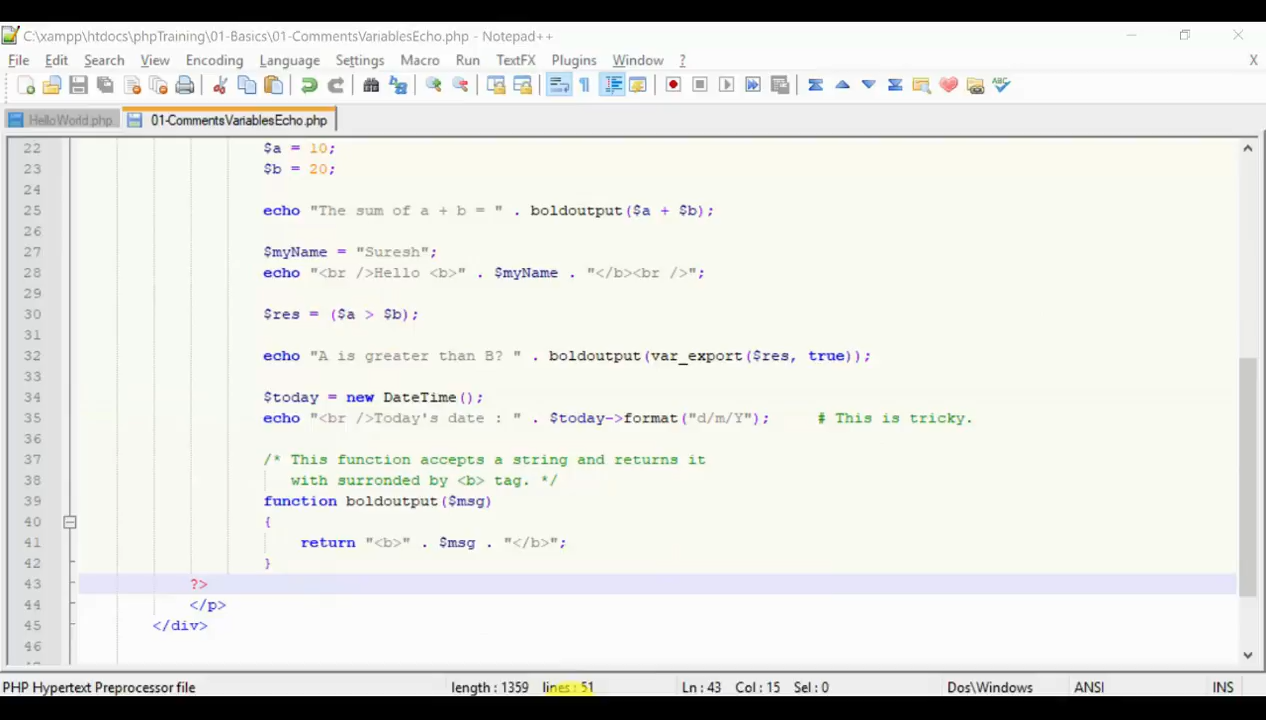 C:\xampp\htdocs\phpTraining\01-Basics\01-CommentsVariablesEcho.php - Notepad++
File Edit Search View Encoding Language Settings Macro Run TextFX Plugins Window ? X
HelloWorld.php 01-CommentsVariablesEcho.php
22 $a = 10;
23 $b = 20;
24
25 echo "The sum of a + b = " . boldoutput($a + $b);
26
27 $myName = "Suresh";
28 echo "<br />Hello <b>" . $myName . "</b><br />";
29
30 $res = ($a > $b);
31
32 echo "A is greater than B? " . boldoutput(var_export($res, true));
33
34 $today = new DateTime();
35 echo "<br />Today's date : " . $today->format("d/m/Y"); # This is tricky.
36
37 /* This function accepts a string and returns it
38 with surronded by <b> tag. */
39 function boldoutput($msg)
40 {
41 return "<b>" . $msg . "</b>";
42 }
43 ?>
44 </p>
45 </div>
46
PHP Hypertext Preprocessor file length : 1359 lines : 51 Ln : 43 Col : 15 Sel : 0 Dos\Windows ANSI INS